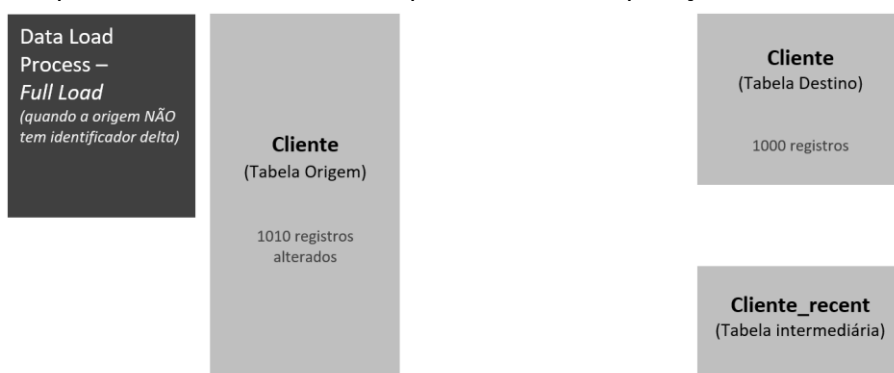 Data Load
Process –
Full Load
(quando a origem NÃO
tem identificador delta)
Cliente
(Tabela Origem)
1010 registros
alterados
Cliente
(Tabela Destino)
1000 registros
Cliente_recent
(Tabela intermediária)